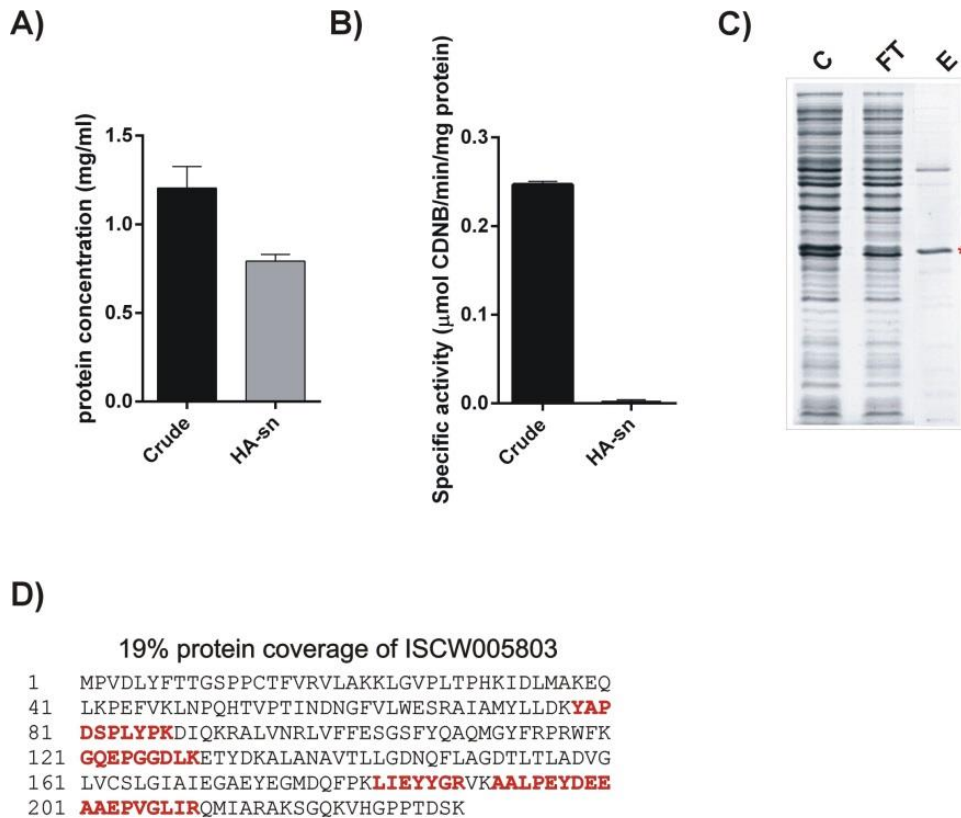 A)
protein concentration (mg/ml)
1.5
1.0
0.5
0.0
Crude
HA-sn
B)
Specific activity (μmol CDNB/min/mg protein)
0.3
0.2
0.1
0.0
Crude
HA-sn
C)
C
FT
E
*
D)
19% protein coverage of ISCW005803
1 MPVDLYFTTGSPPCTFVRVLAKKLGVPLTPHKIDLMAKEQ
41 LKPEFVKLNPQHTVPTINDNGFVLWESRAIAMYLLDKYAP
81 DSPLYPKDIQKRALVNRLVFFESGSFYQAQMGYFRPRWFK
121 GQEPGGDLKETYDKALANAVTLLGDNQFLAGDTLTLADVG
161 LVCSLGIAIEGAEYEGMDQFPKLIEYYGRVKAALPEYDEE
201 AAEPVGLIRQMIARAKSGQKVHGPPTDSK